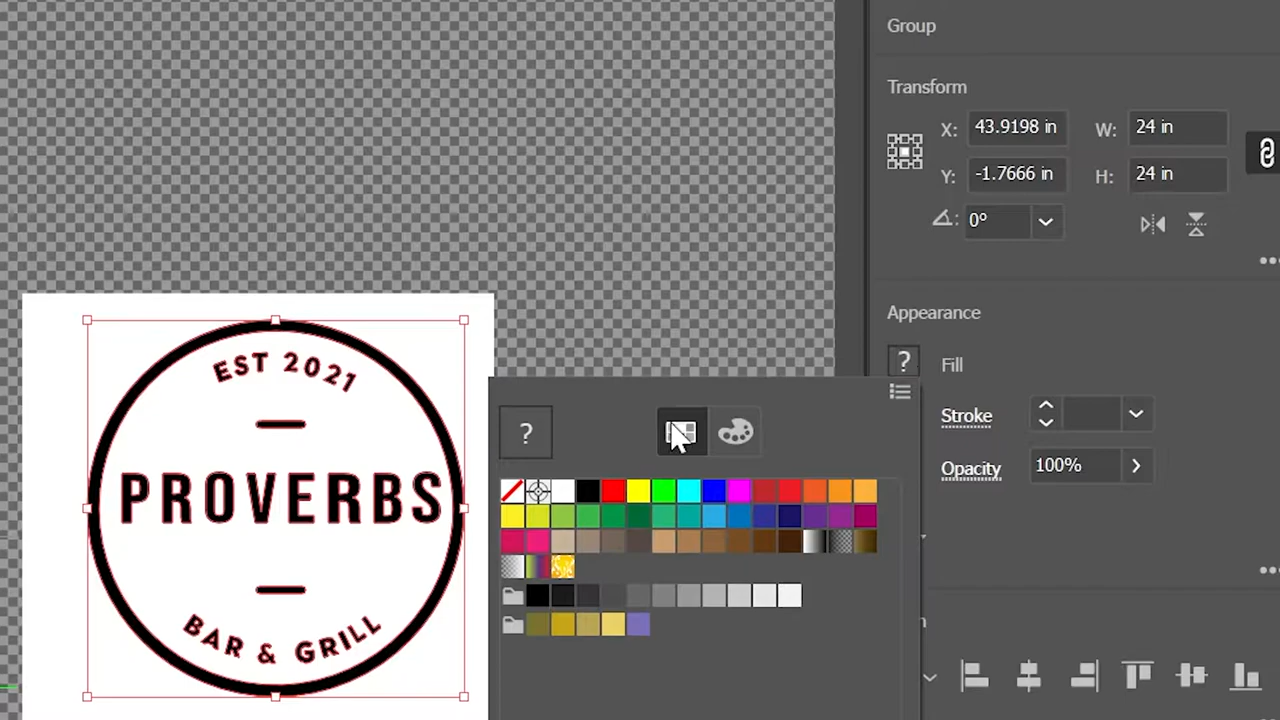 Group
Transform
X: 43.9198 in W: 24 in
Y: -1.7666 in H: 24 in
: 0°
Appearance
? Fill
Stroke
Opacity 100%
?
EST 2021
PROVERBS
BAR & GRILL